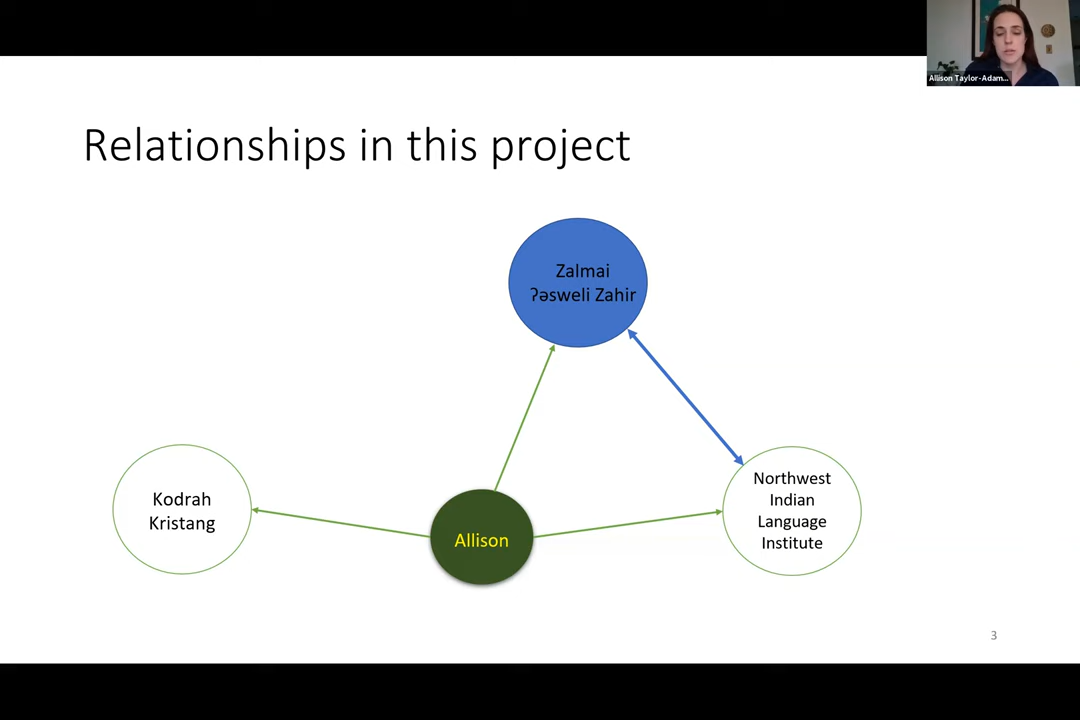 Allison Taylor-Adam...
Relationships in this project
Zalmai
ʔəsweli Zahir
Kodrah
Kristang
Allison
Northwest
Indian
Language
Institute
3